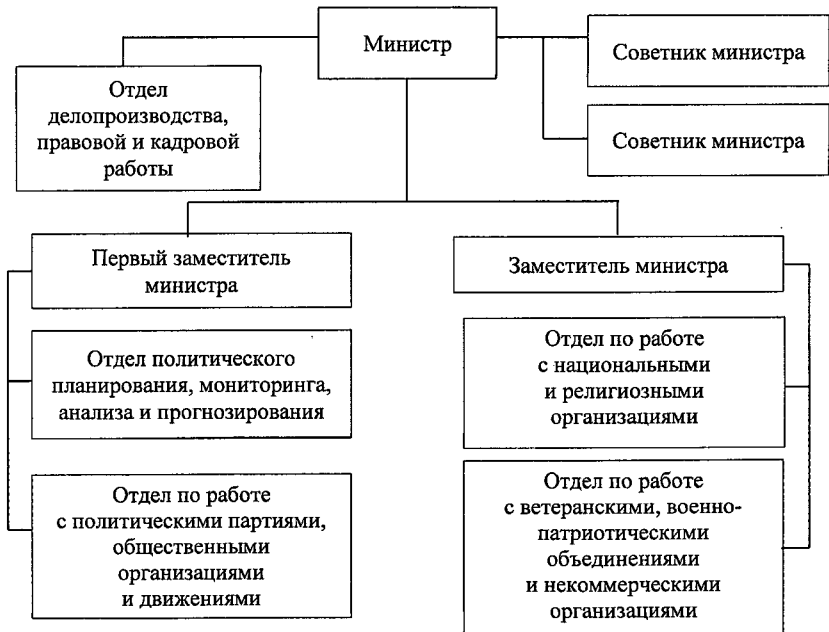 Министр
Советник министра
Отдел
делопроизводства,
правовой и кадровой
работы
Советник министра
Первый заместитель
министра
Заместитель министра
Отдел политического
планирования, мониторинга,
анализа и прогнозирования
Отдел по работе
с национальными
и религиозными
организациями
Отдел по работе
с политическими партиями,
общественными
организациями
и движениями
Отдел по работе
с ветеранскими, военно-
патриотическими
объединениями
и некоммерческими
организациями